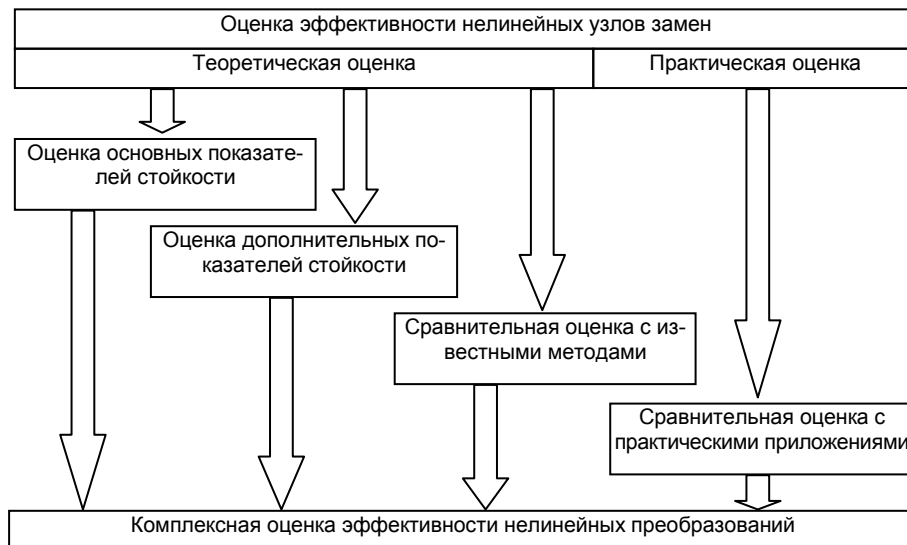 Оценка эффективности нелинейных узлов замен
Теоретическая оценка
Практическая оценка
Оценка основных показате-
лей стойкости
Оценка дополнительных по-
казателей стойкости
Сравнительная оценка с из-
вестными методами
Сравнительная оценка с
практическими приложениями
Комплексная оценка эффективности нелинейных преобразований